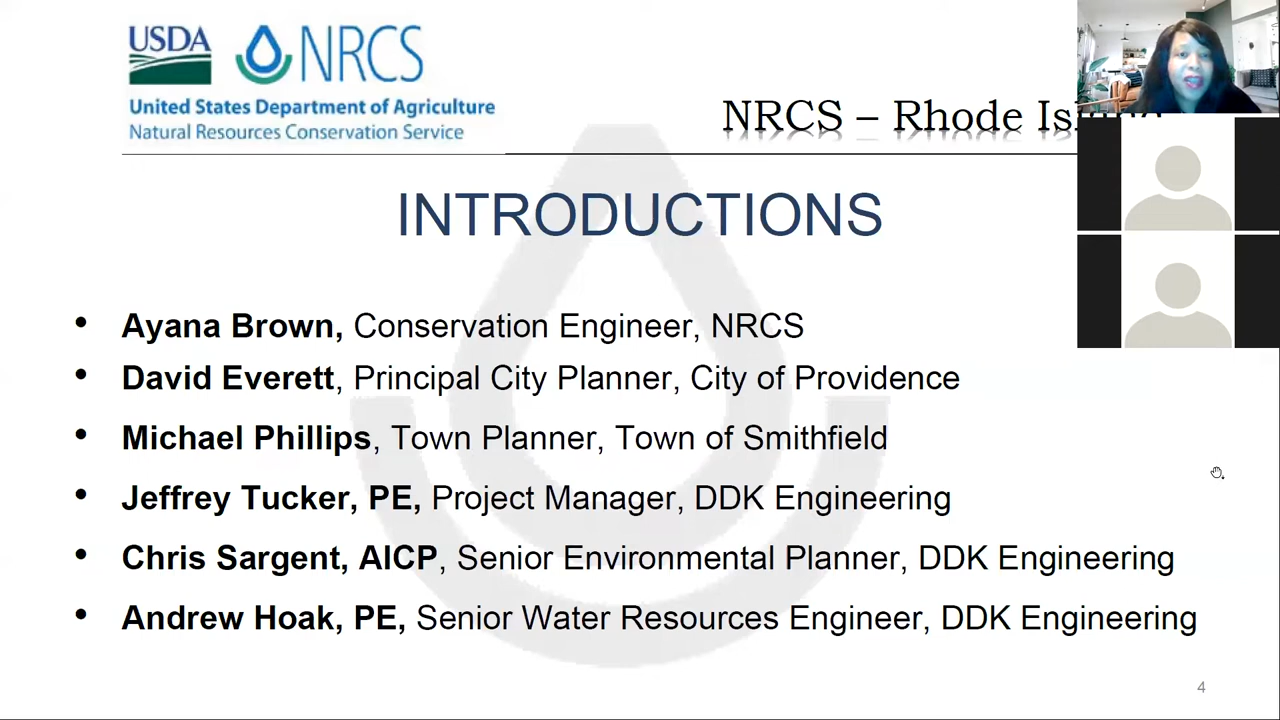 USDA NRCS
United States Department of Agriculture
Natural Resources Conservation Service
NRCS – Rhode Island
INTRODUCTIONS
• Ayana Brown, Conservation Engineer, NRCS
• David Everett, Principal City Planner, City of Providence
• Michael Phillips, Town Planner, Town of Smithfield
• Jeffrey Tucker, PE, Project Manager, DDK Engineering
• Chris Sargent, AICP, Senior Environmental Planner, DDK Engineering
• Andrew Hoak, PE, Senior Water Resources Engineer, DDK Engineering
4